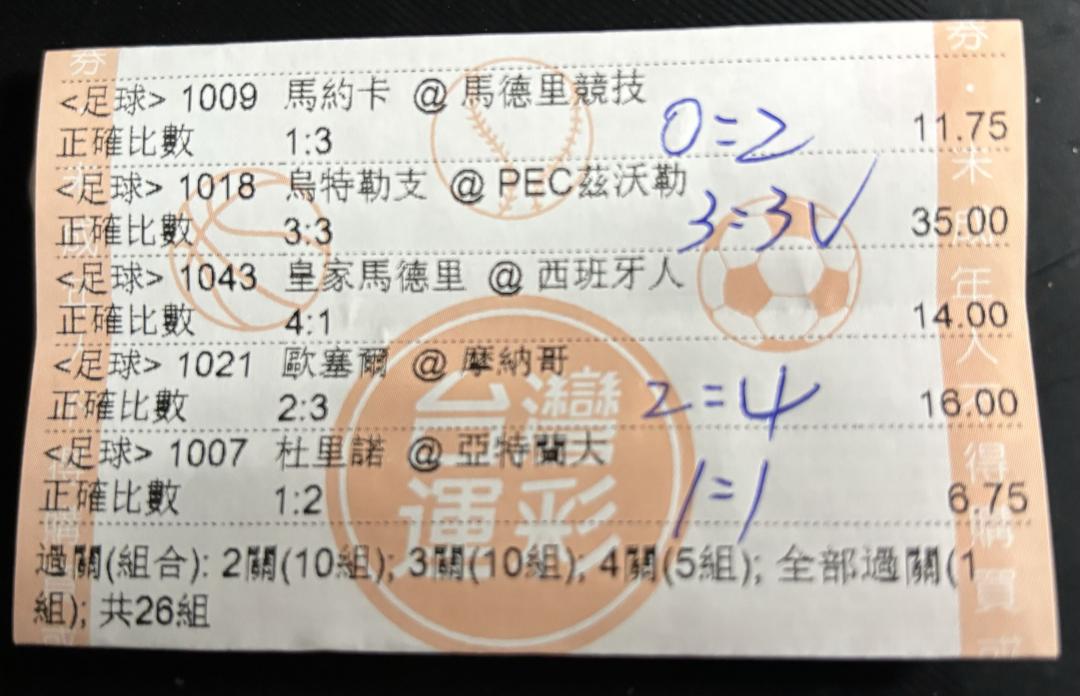 <足球> 1009 馬約卡 @ 馬德里競技
正確比數 1:3 0=2 11.75
<足球> 1018 烏特勒支 @ PEC茲沃勒
正確比數 3:3 3=3√ 35.00
<足球> 1043 皇家馬德里 @ 西班牙人
正確比數 4:1 14.00
<足球> 1021 歐塞爾 @ 摩納哥
正確比數 2:3 2=4 16.00
<足球> 1007 杜里諾 @ 亞特蘭大
正確比數 1:2 1=1 6.75
過關(組合): 2關(10組); 3關(10組); 4關(5組); 全部過關(1
組); 共26組
台灣
運彩